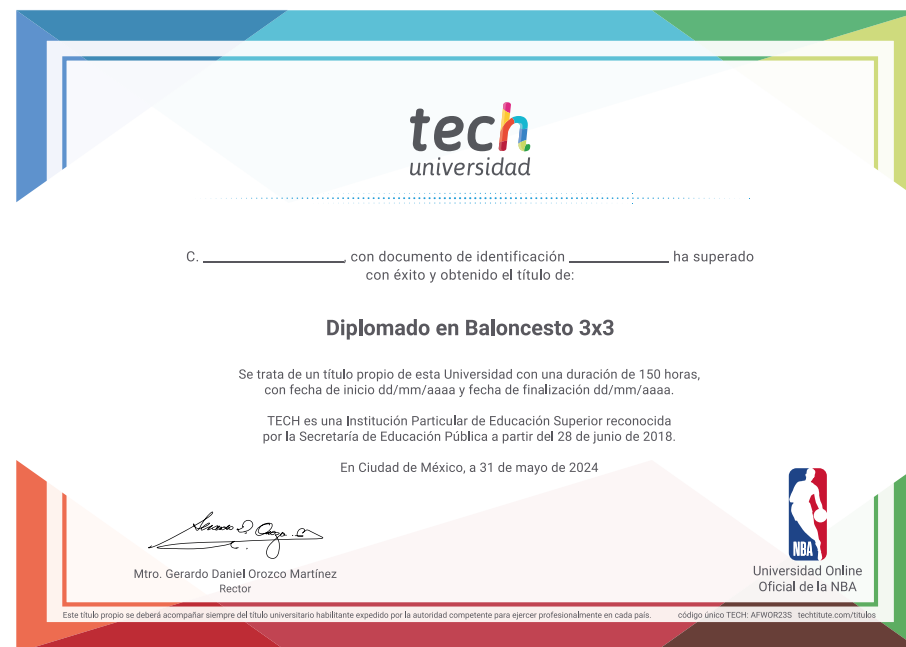 tech
universidad
C. ____________, con documento de identificación ____________ ha superado
con éxito y obtenido el título de:
Diplomado en Baloncesto 3x3
Se trata de un título propio de esta Universidad con una duración de 150 horas,
con fecha de inicio dd/mm/aaaa y fecha de finalización dd/mm/aaaa.
TECH es una Institución Particular de Educación Superior reconocida
por la Secretaría de Educación Pública a partir del 28 de junio de 2018.
En Ciudad de México, a 31 de mayo de 2024
Mtro. Gerardo Daniel Orozco Martínez
Rector
NBA
Universidad Online
Oficial de la NBA
Este título propio se deberá acompañar siempre del título universitario habilitante expedido por la autoridad competente para ejercer profesionalmente en cada país. código único TECH: AFWOR23S techtitute.com/titulos